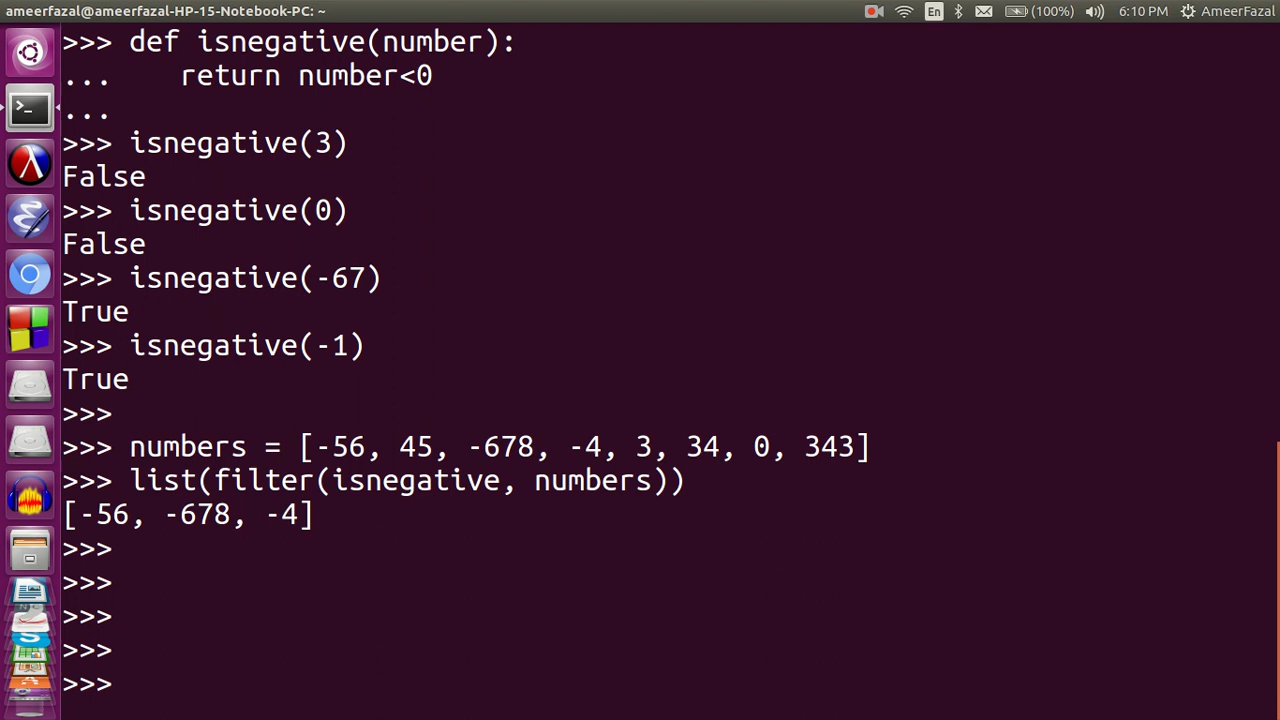 ameerfazal@ameerfazal-HP-15-Notebook-PC: ~ En (100%) 6:10 PM AmeerFazal
>>> def isnegative(number):
...    return number<0
...
>>> isnegative(3)
False
>>> isnegative(0)
False
>>> isnegative(-67)
True
>>> isnegative(-1)
True
>>>
>>> numbers = [-56, 45, -678, -4, 3, 34, 0, 343]
>>> list(filter(isnegative, numbers))
[-56, -678, -4]
>>>
>>>
>>>
>>>
>>>